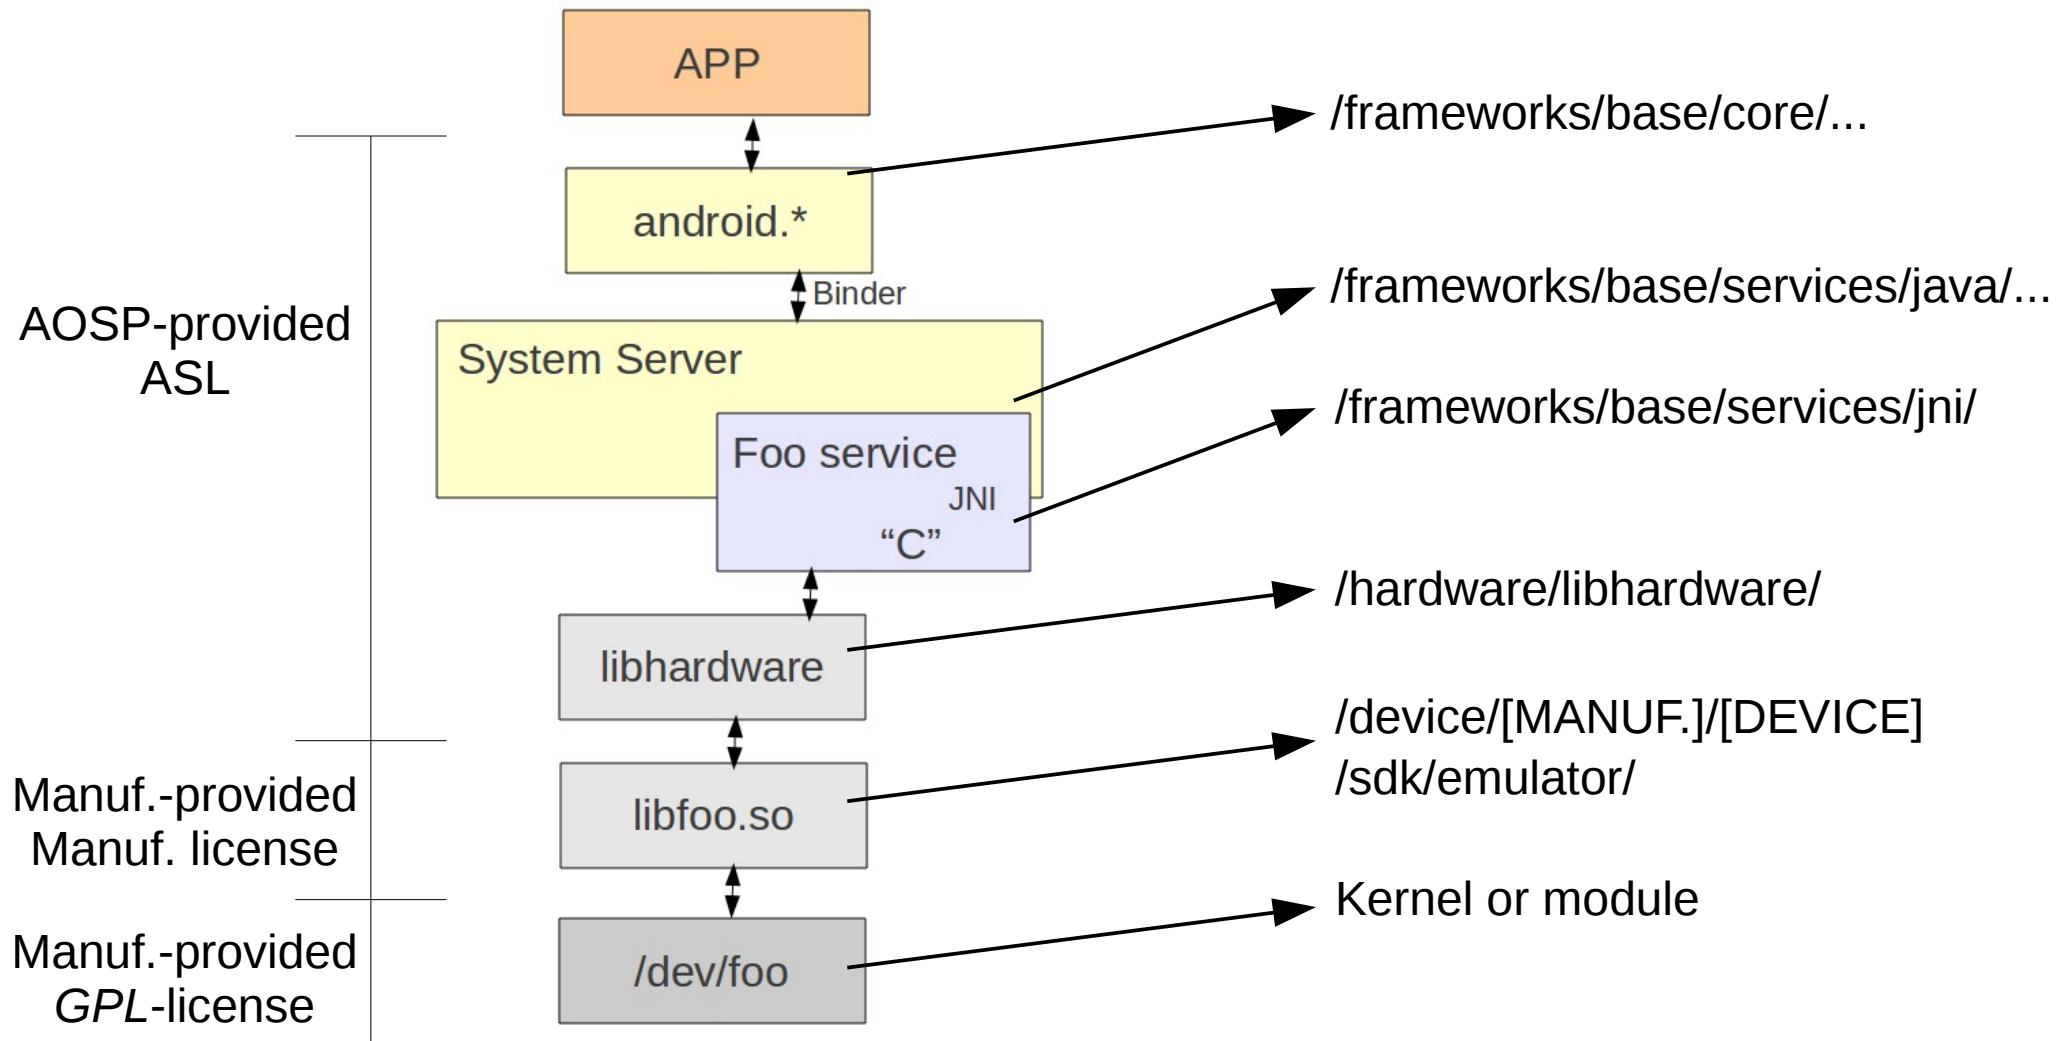 APP
/frameworks/base/core/...
android.*
Binder
/frameworks/base/services/java/...
AOSP-provided
ASL
System Server
/frameworks/base/services/jni/
Foo service
JNI
“C”
/hardware/libhardware/
libhardware
/device/[MANUF.]/[DEVICE]
/sdk/emulator/
Manuf.-provided
Manuf. license
libfoo.so
Kernel or module
Manuf.-provided
GPL-license
/dev/foo